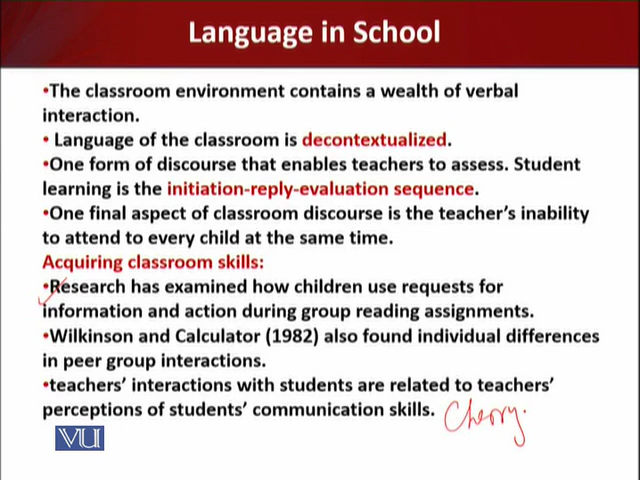 Language in School
•The classroom environment contains a wealth of verbal
interaction.
• Language of the classroom is decontextualized.
•One form of discourse that enables teachers to assess. Student
learning is the initiation-reply-evaluation sequence.
•One final aspect of classroom discourse is the teacher's inability
to attend to every child at the same time.
Acquiring classroom skills:
•Research has examined how children use requests for
information and action during group reading assignments.
•Wilkinson and Calculator (1982) also found individual differences
in peer group interactions.
•teachers' interactions with students are related to teachers'
perceptions of students' communication skills.
VU